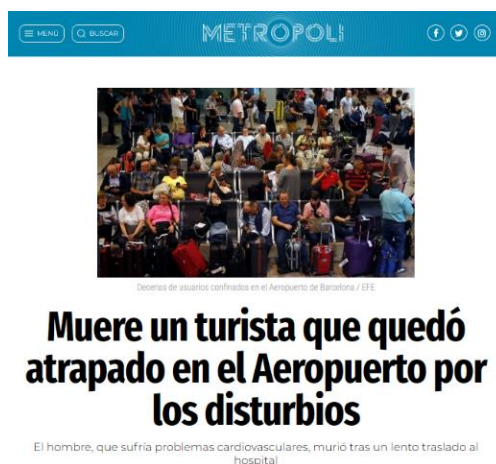 MENÚ
BUSCAR
METROPOLI
Decenas de usuarios confinados en el Aeropuerto de Barcelona / EFE
Muere un turista que quedó
atrapado en el Aeropuerto por
los disturbios
El hombre, que sufría problemas cardiovasculares, murió tras un lento traslado al
hospital